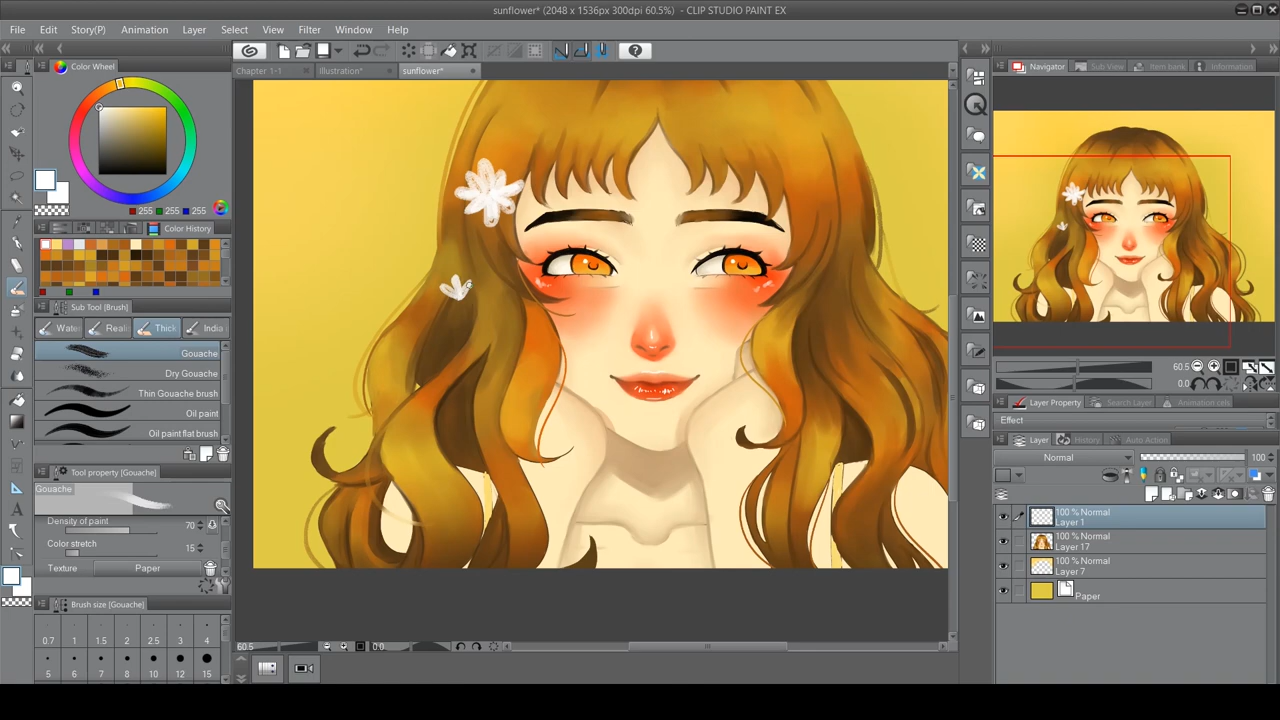 sunflower* (2048 x 1536px 300dpi 60.5%) - CLIP STUDIO PAINT EX
File Edit Story(P) Animation Layer Select View Filter Window Help
Color Wheel
Chapter 1-1 illustration* sunflower*
Navigator Sub View Item bank Information
255 255 255
Color History
Sub Tool [Brush]
Wate Reali Thick India
Gouache
Dry Gouache
Thin Gouache brush
Oil paint
Oil paint flat brush
Tool property [Gouache]
Gouache
Density of paint 70
Color stretch 15
Texture Paper
Brush size [Gouache]
0.7 1 1.5 2 2.5 3 4
5 6 7 8 10 12 15
60.5 0.0
60.5
0.0
Layer Property Search Layer Animation cels
Effect
Layer History Auto Action
Normal 100
100 % Normal
Layer 1
100 % Normal
Layer 17
100 % Normal
Layer 7
Paper